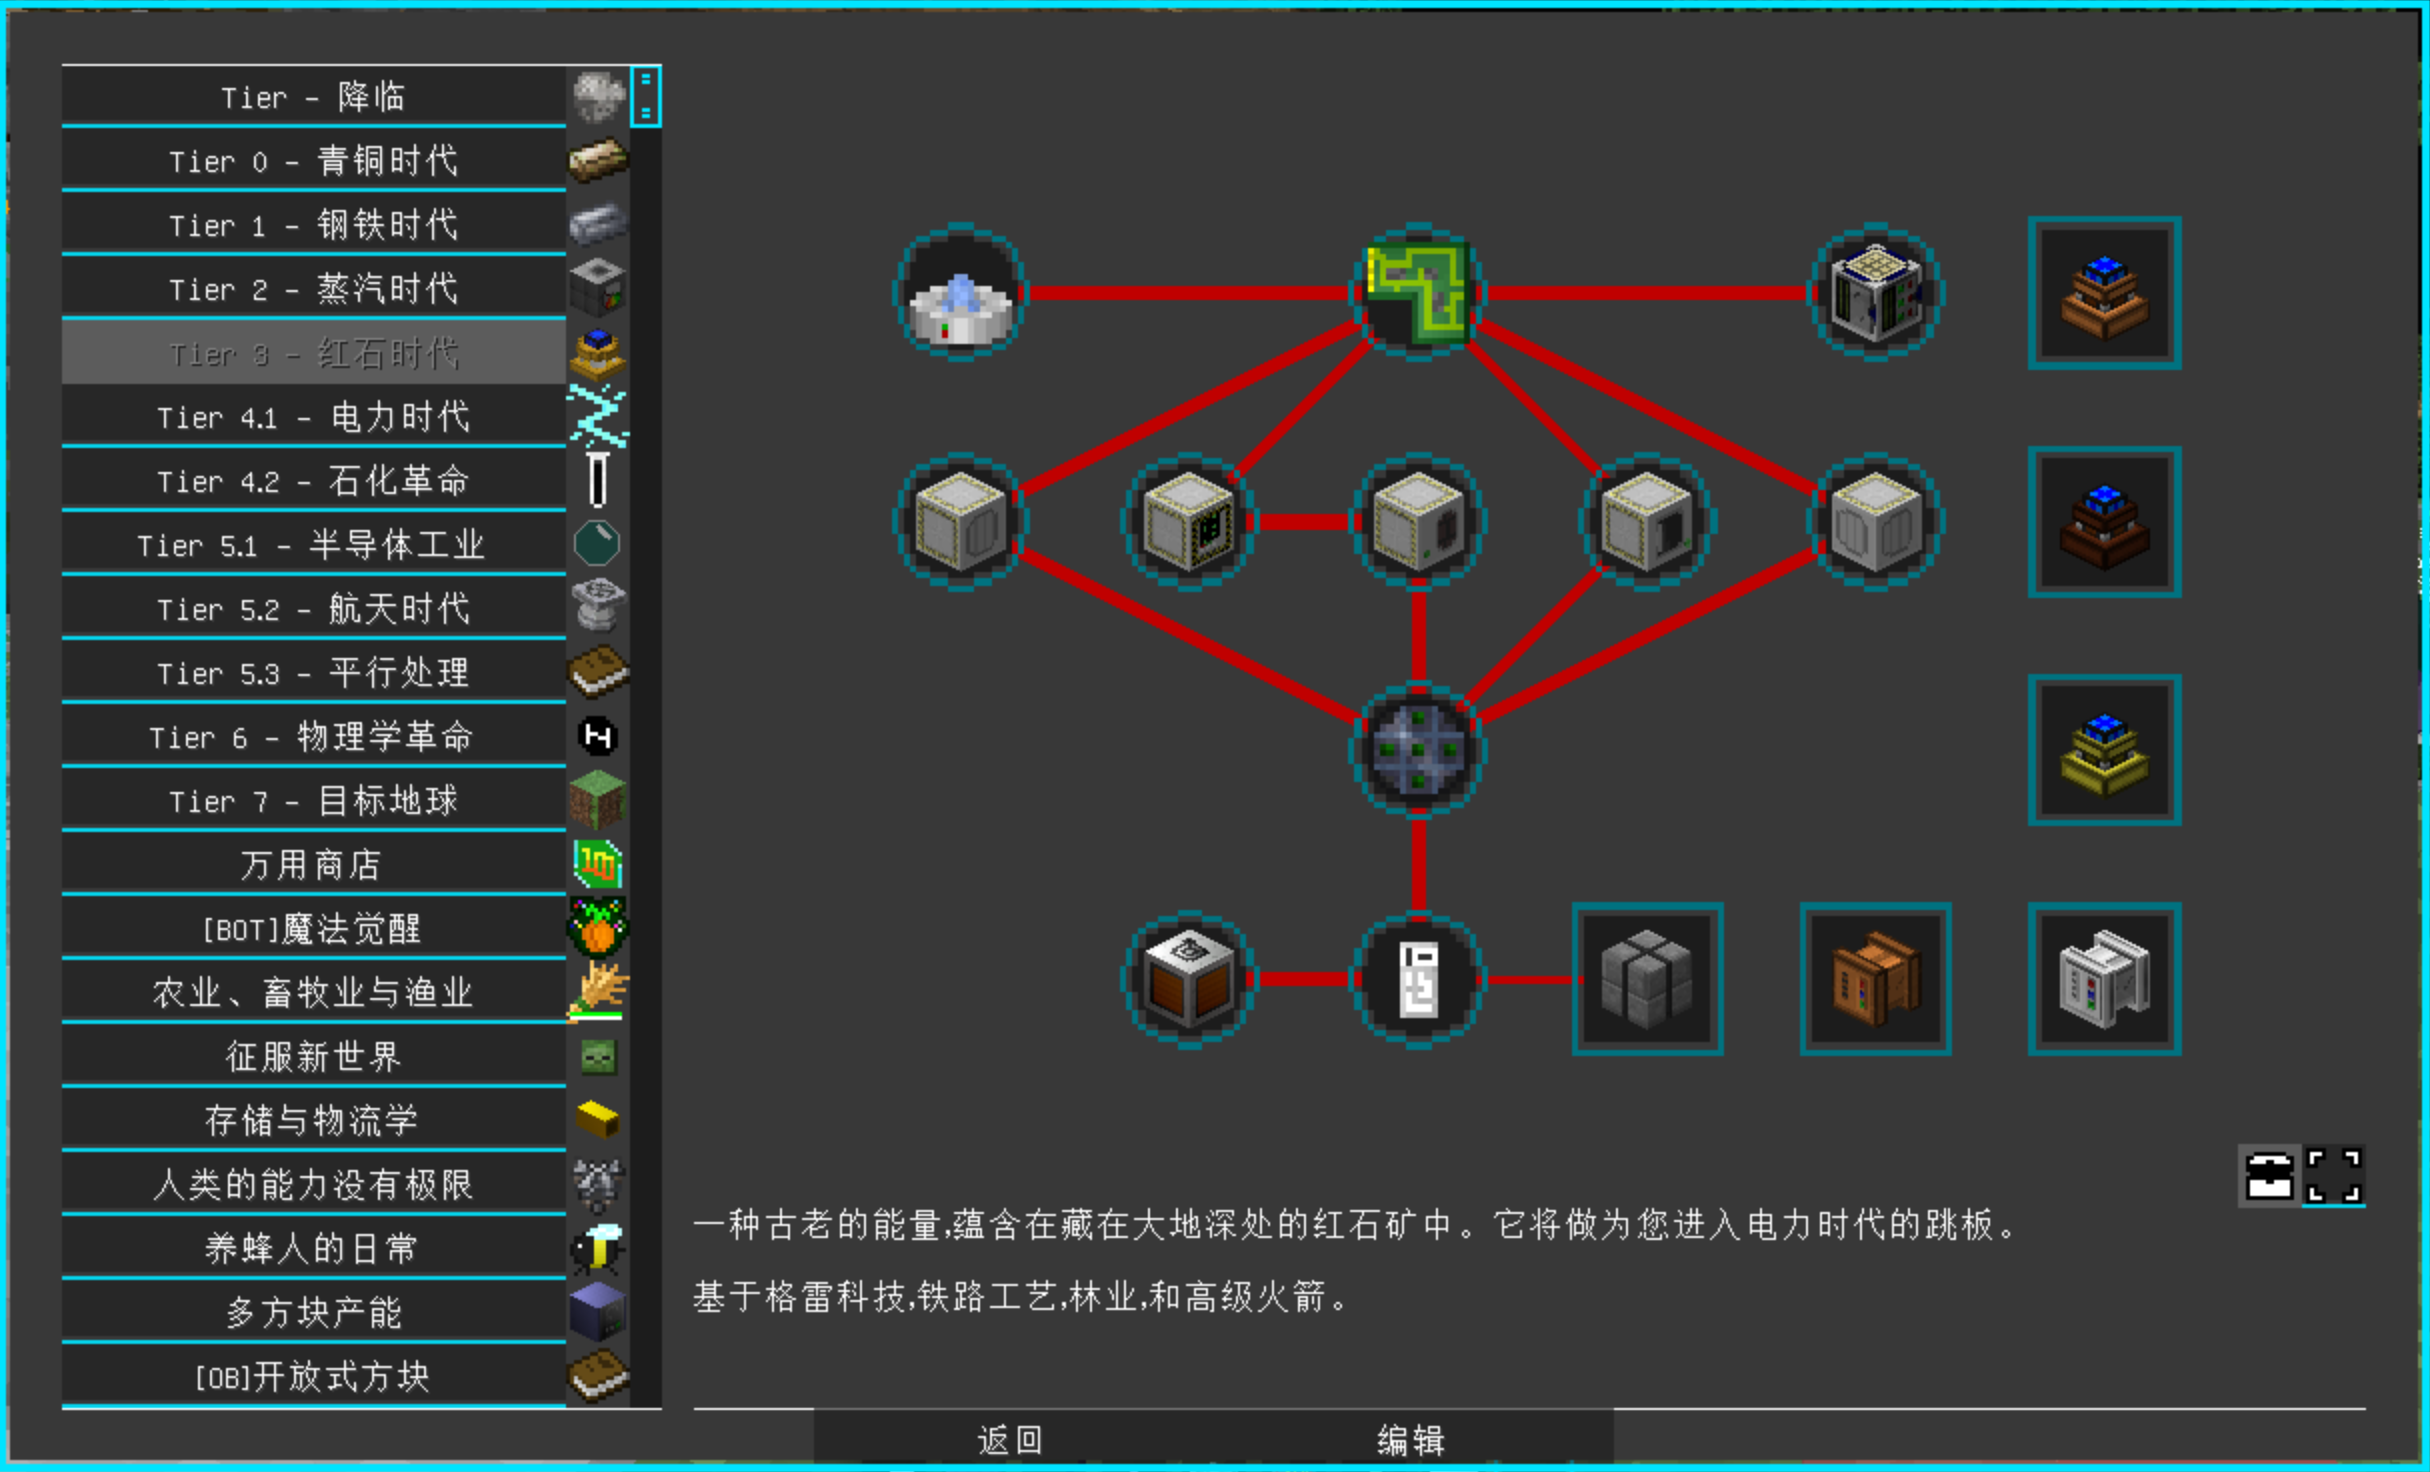 Tier - 降临
Tier 0 - 青铜时代
Tier 1 - 钢铁时代
Tier 2 - 蒸汽时代
Tier 3 - 红石时代
Tier 4.1 - 电力时代
Tier 4.2 - 石化革命
Tier 5.1 - 半导体工业
Tier 5.2 - 航天时代
Tier 5.3 - 平行处理
Tier 6 - 物理学革命
Tier 7 - 目标地球
万用商店
[BOT]魔法觉醒
农业、畜牧业与渔业
征服新世界
存储与物流学
人类的能力没有极限
养蜂人的日常
多方块产能
[OB]开放式方块
一种古老的能量,蕴含在藏在大地深处的红石矿中。它将做为您进入电力时代的跳板。
基于格雷科技,铁路工艺,林业,和高级火箭。
返回
编辑